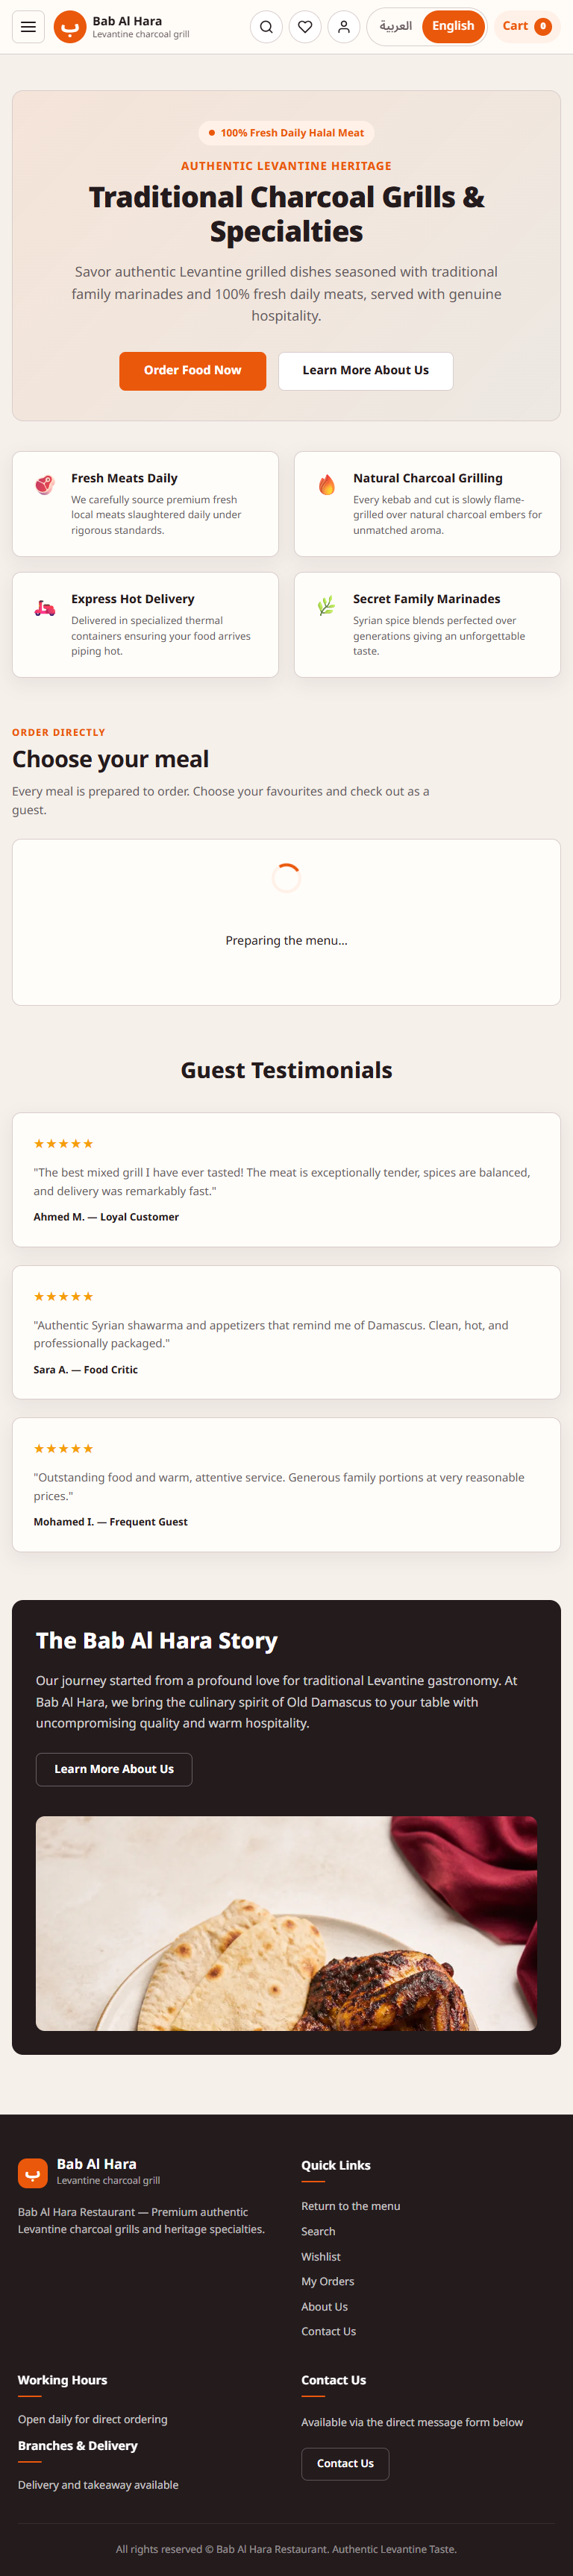 ب
Bab Al Hara
Levantine charcoal grill
العربية
English
Cart 0
100% Fresh Daily Halal Meat
AUTHENTIC LEVANTINE HERITAGE
Traditional Charcoal Grills &
Specialties
Savor authentic Levantine grilled dishes seasoned with traditional
family marinades and 100% fresh daily meats, served with genuine
hospitality.
Order Food Now
Learn More About Us
Fresh Meats Daily
We carefully source premium fresh
local meats slaughtered daily under
rigorous standards.
Natural Charcoal Grilling
Every kebab and cut is slowly flame-
grilled over natural charcoal embers for
unmatched aroma.
Express Hot Delivery
Delivered in specialized thermal
containers ensuring your food arrives
piping hot.
Secret Family Marinades
Syrian spice blends perfected over
generations giving an unforgettable
taste.
ORDER DIRECTLY
Choose your meal
Every meal is prepared to order. Choose your favourites and check out as a
guest.
Preparing the menu...
Guest Testimonials
★★★★★
"The best mixed grill I have ever tasted! The meat is exceptionally tender, spices are balanced,
and delivery was remarkably fast."
Ahmed M. — Loyal Customer
★★★★★
"Authentic Syrian shawarma and appetizers that remind me of Damascus. Clean, hot, and
professionally packaged."
Sara A. — Food Critic
★★★★★
"Outstanding food and warm, attentive service. Generous family portions at very reasonable
prices."
Mohamed I. — Frequent Guest
The Bab Al Hara Story
Our journey started from a profound love for traditional Levantine gastronomy. At
Bab Al Hara, we bring the culinary spirit of Old Damascus to your table with
uncompromising quality and warm hospitality.
Learn More About Us
ب
Bab Al Hara
Levantine charcoal grill
Bab Al Hara Restaurant — Premium authentic
Levantine charcoal grills and heritage specialties.
Quick Links
Return to the menu
Search
Wishlist
My Orders
About Us
Contact Us
Working Hours
Open daily for direct ordering
Branches & Delivery
Delivery and takeaway available
Contact Us
Available via the direct message form below
Contact Us
All rights reserved © Bab Al Hara Restaurant. Authentic Levantine Taste.